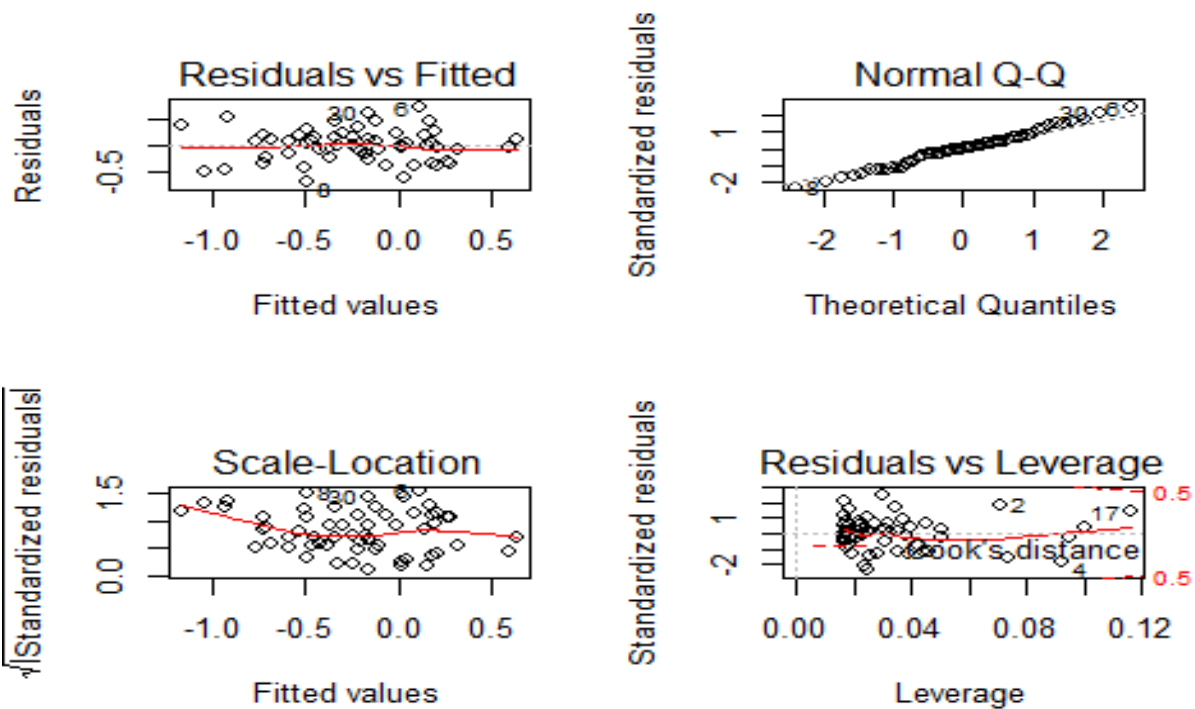 Residuals vs Fitted
Residuals
-0.5
30
6
8
-1.0 -0.5 0.0 0.5
Fitted values
Normal Q-Q
Standardized residuals
-2 1
30
6
8
-2 -1 0 1 2
Theoretical Quantiles
Scale-Location
√|Standardized residuals|
0.0 1.5
8
30
6
-1.0 -0.5 0.0 0.5
Fitted values
Residuals vs Leverage
Standardized residuals
-2 1
2
17
4
Cook's distance
0.5
0.5
0.00 0.04 0.08 0.12
Leverage